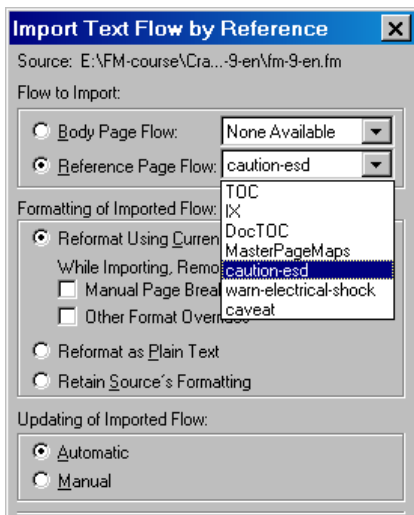 Import Text Flow by Reference
Source: E:\FM-course\Cra...-9-en\fm-9-en.fm
Flow to Import:
Body Page Flow: None Available
Reference Page Flow: caution-esd
TOC
IX
DocTOC
MasterPageMaps
caution-esd
warn-electrical-shock
caveat
Formatting of Imported Flow:
Reformat Using Curren
While Importing, Remo
Manual Page Brea
Other Format Overr
Reformat as Plain Text
Retain Source's Formatting
Updating of Imported Flow:
Automatic
Manual